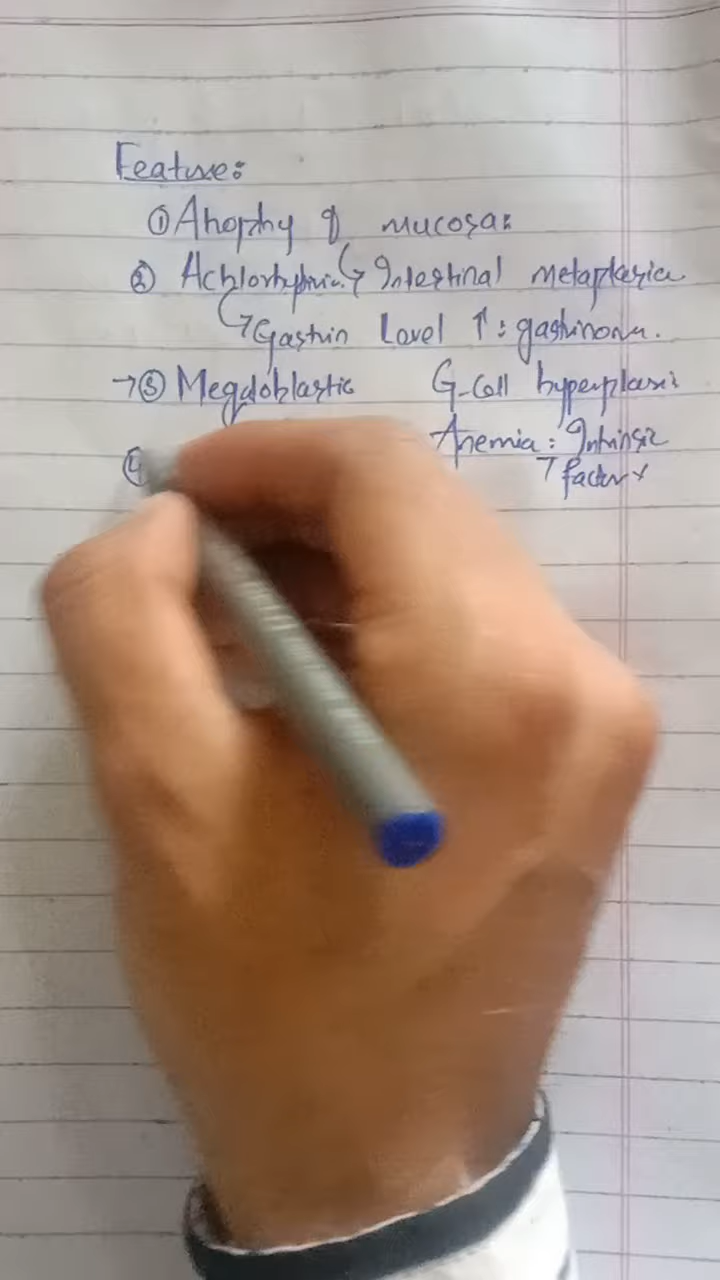 Feature:
① Atrophy of mucosa:
② Achlorhydria. ↳ Intestinal metaplasia
↳ Gastrin Level ↑ : gastrinoma.
→ ③ Megaloblastic G-Cell hyperplasia
Anemia : Intrinsic
factor x
④